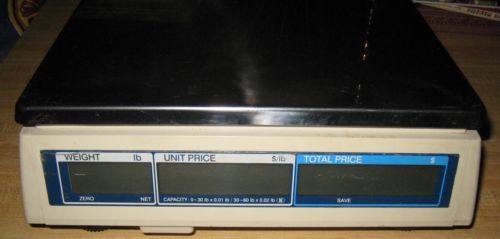 WEIGHT lb UNIT PRICE $/lb TOTAL PRICE $
ZERO NET CAPACITY: 0-30 lb x 0.01 lb / 30-60 lb x 0.02 lb SAVE